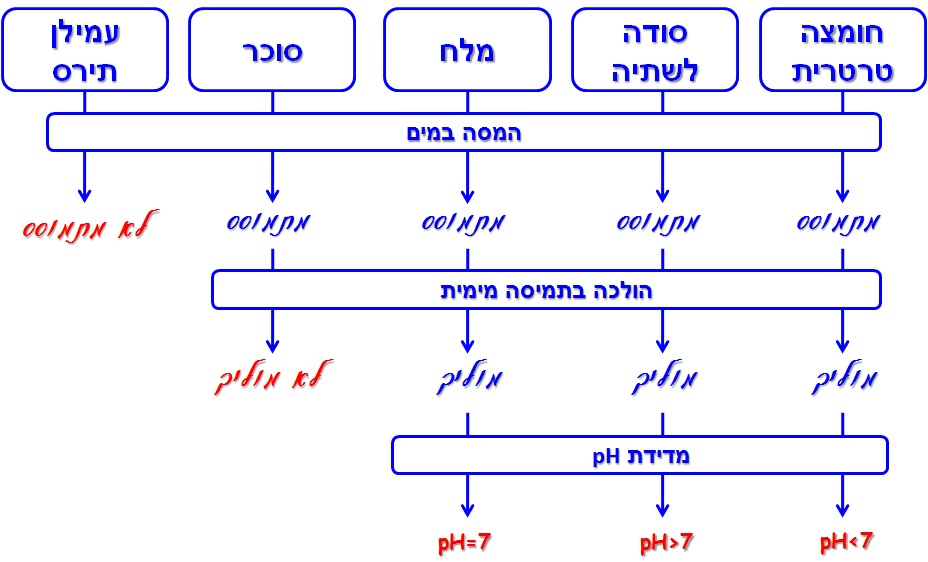 חומצה
טרטרית
סודה
לשתיה
מלח
סוכר
עמילן
תירס
המסה במים
מתמוסס
מתמוסס
מתמוסס
מתמוסס
לא מתמוסס
הולכה בתמיסה מימית
מוליך
מוליך
מוליך
לא מוליך
מדידת pH
pH<7
pH>7
pH=7